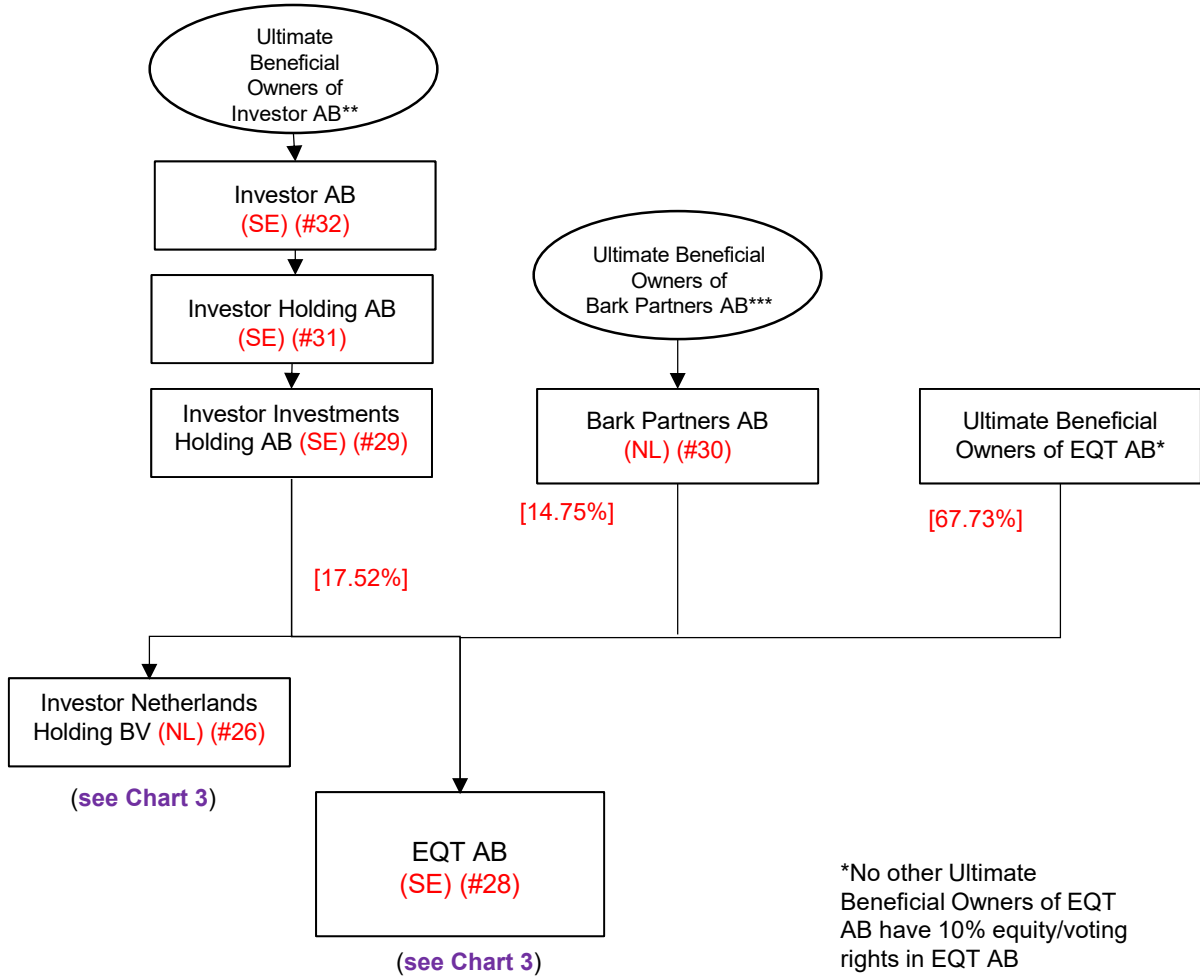 Ultimate
Beneficial
Owners of
Investor AB**
Investor AB
(SE) (#32)
Investor Holding AB
(SE) (#31)
Ultimate Beneficial
Owners of
Bark Partners AB***
Investor Investments
Holding AB (SE) (#29)
Bark Partners AB
(NL) (#30)
Ultimate Beneficial
Owners of EQT AB*
[14.75%]
[67.73%]
[17.52%]
Investor Netherlands
Holding BV (NL) (#26)
(see Chart 3)
EQT AB
(SE) (#28)
(see Chart 3)
*No other Ultimate
Beneficial Owners of EQT
AB have 10% equity/voting
rights in EQT AB